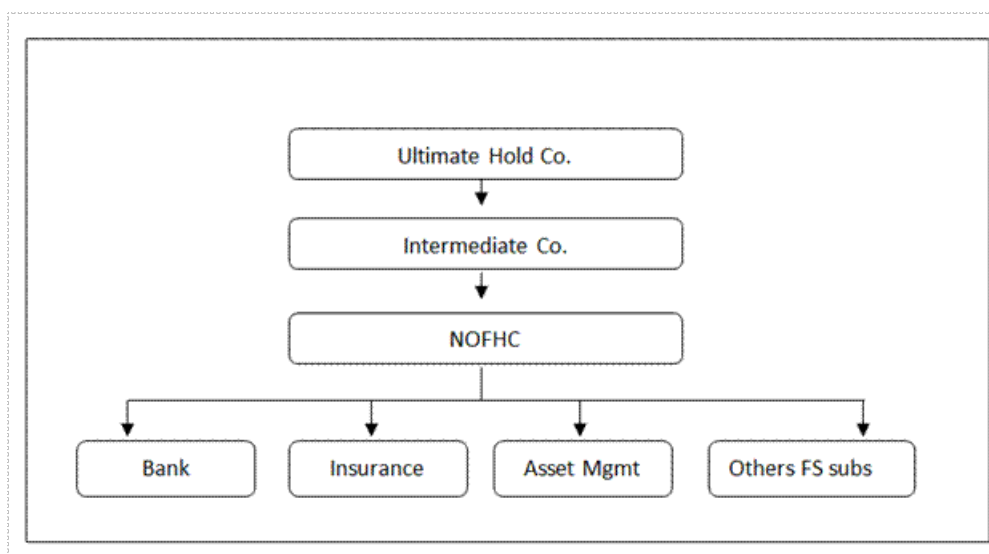 Ultimate Hold Co.
Intermediate Co.
NOFHC
Bank
Insurance
Asset Mgmt
Others FS subs